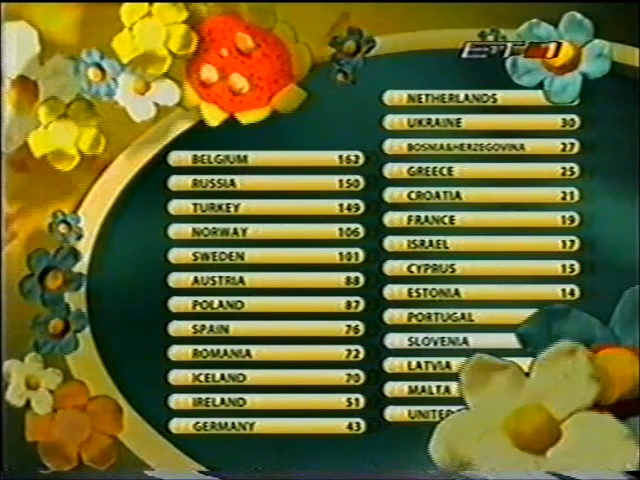 ET1
BELGIUM 162
RUSSIA 150
TURKEY 149
NORWAY 106
SWEDEN 101
AUSTRIA 88
POLAND 87
SPAIN 76
ROMANIA 72
ICELAND 70
IRELAND 51
GERMANY 43
NETHERLANDS
UKRAINE 30
BOSNIA&HERZEGOVINA 27
GREECE 25
CROATIA 21
FRANCE 19
ISRAEL 17
CYPRUS 15
ESTONIA 14
PORTUGAL
SLOVENIA
LATVIA
MALTA
UNITED